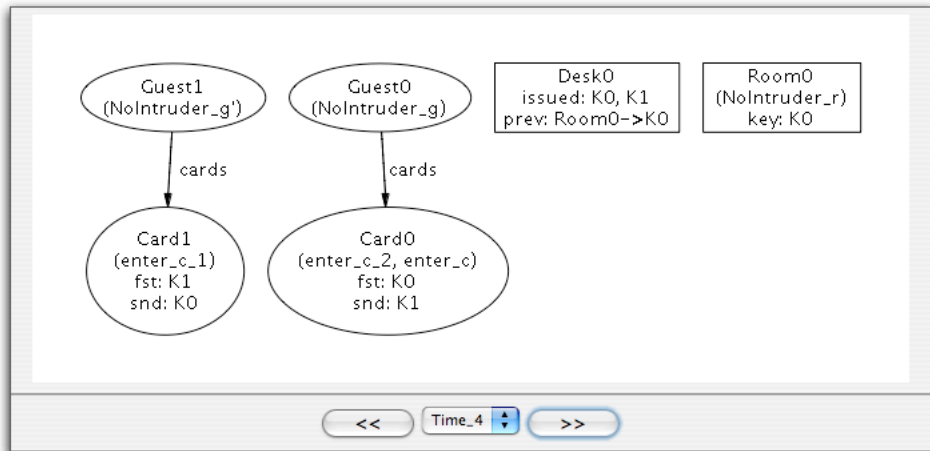 Guest1
(NoIntruder_g')
Guest0
(NoIntruder_g)
Desk0
issued: K0, K1
prev: Room0->K0
Room0
(NoIntruder_r)
key: K0
cards
cards
Card1
(enter_c_1)
fst: K1
snd: K0
Card0
(enter_c_2, enter_c)
fst: K0
snd: K1
<<
Time_4
>>